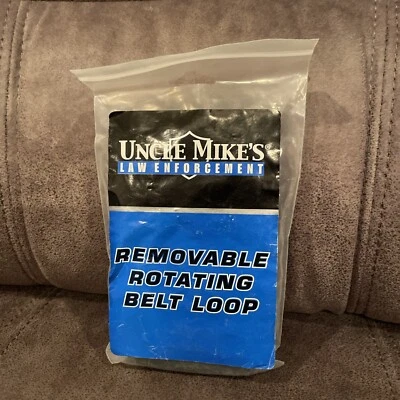 UNCLE MIKE'S
LAW ENFORCEMENT
REMOVABLE
ROTATING
BELT LOOP